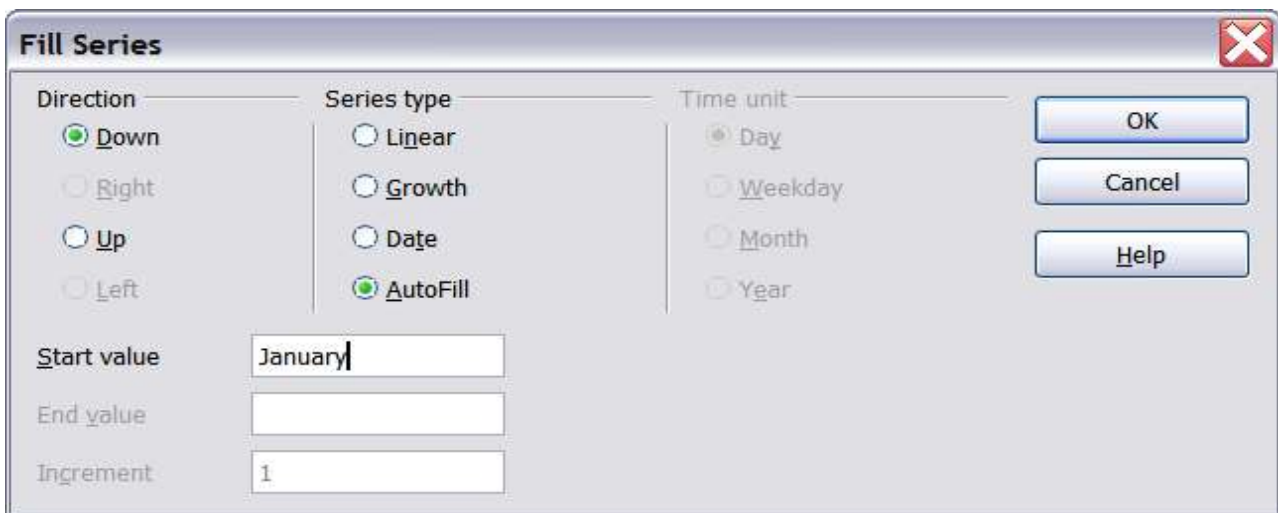 Fill Series
Direction
Series type
Time unit
Down
Linear
Day
OK
Right
Growth
Weekday
Cancel
Up
Date
Month
Help
Left
AutoFill
Year
Start value
January
End value
Increment
1